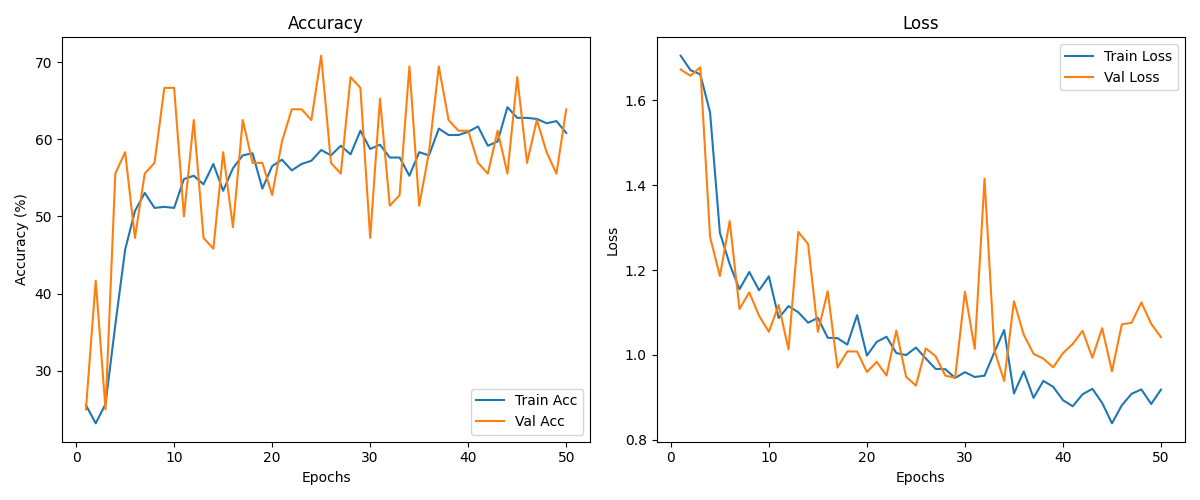 Accuracy
Accuracy (%)
70
60
50
40
30
0 10 20 30 40 50
Epochs
Train Acc
Val Acc
Loss
Loss
1.6
1.4
1.2
1.0
0.8
0 10 20 30 40 50
Epochs
Train Loss
Val Loss